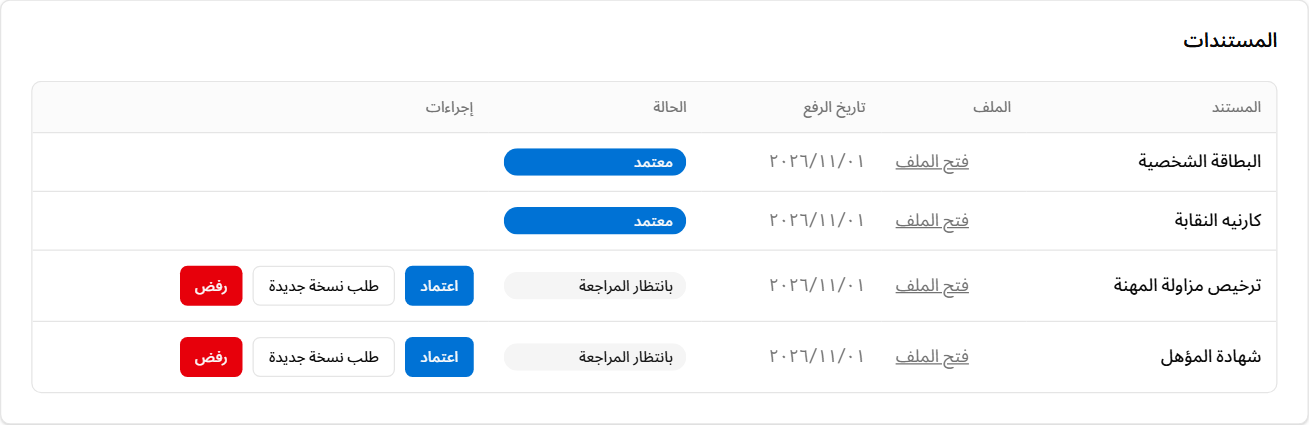 المستندات
المستند الملف تاريخ الرفع الحالة إجراءات
البطاقة الشخصية فتح الملف ٢٠٢٦/١١/٠١ معتمد
كارنيه النقابة فتح الملف ٢٠٢٦/١١/٠١ معتمد
ترخيص مزاولة المهنة فتح الملف ٢٠٢٦/١١/٠١ بانتظار المراجعة اعتماد طلب نسخة جديدة رفض
شهادة المؤهل فتح الملف ٢٠٢٦/١١/٠١ بانتظار المراجعة اعتماد طلب نسخة جديدة رفض